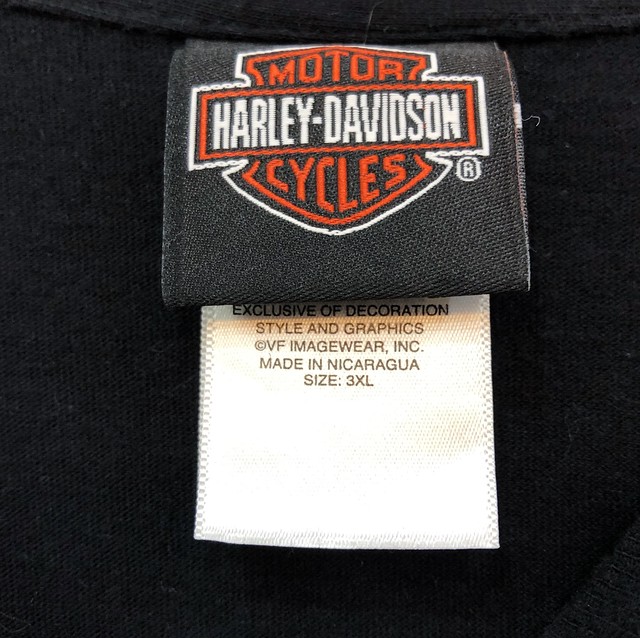 MOTOR
HARLEY-DAVIDSON
CYCLES
®
EXCLUSIVE OF DECORATION
STYLE AND GRAPHICS
©VF IMAGEWEAR, INC.
MADE IN NICARAGUA
SIZE: 3XL